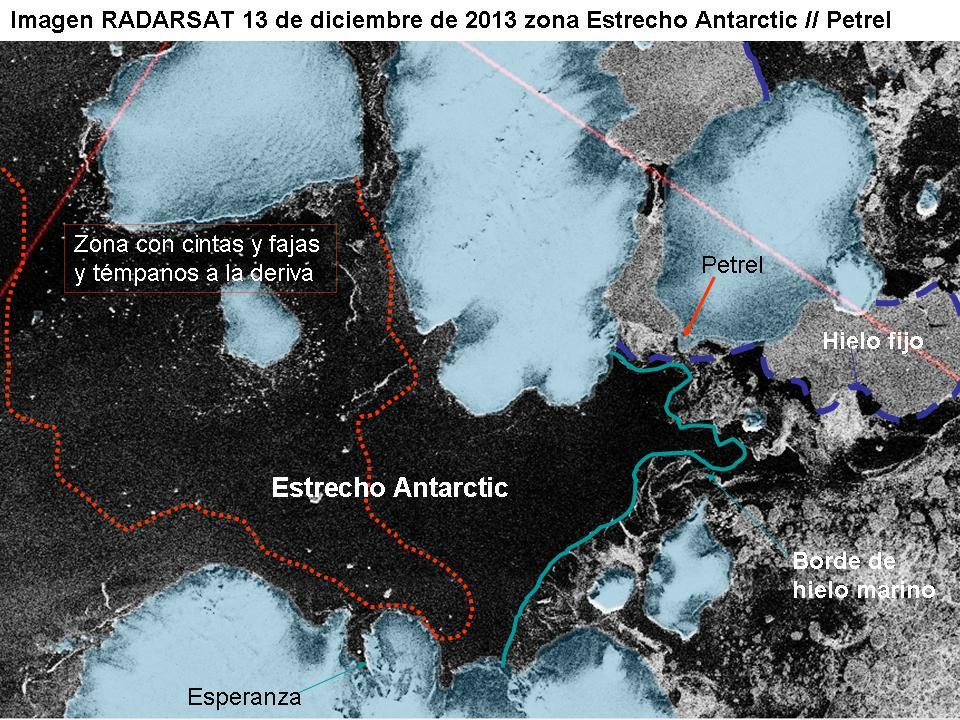 Imagen RADARSAT 13 de diciembre de 2013 zona Estrecho Antarctic // Petrel
Zona con cintas y fajas
y témpanos a la deriva
Petrel
Hielo fijo
Estrecho Antarctic
Borde de
hielo marino
Esperanza